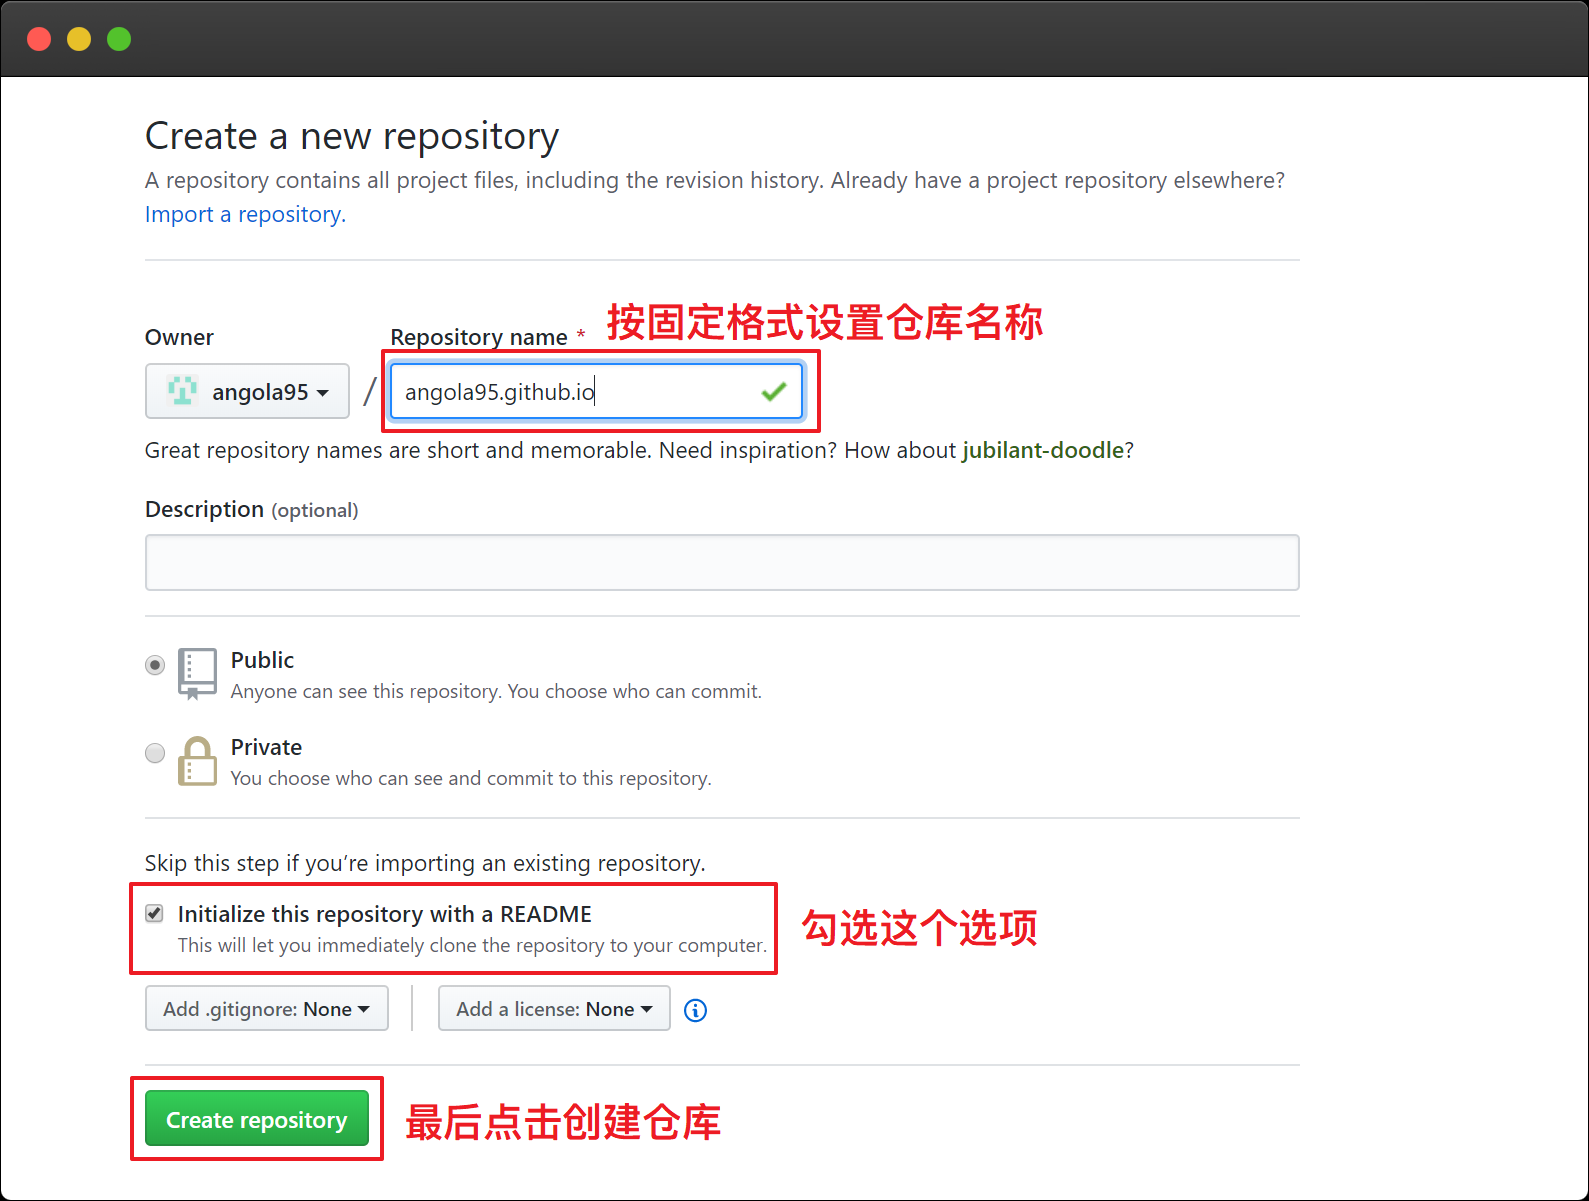 Create a new repository
A repository contains all project files, including the revision history. Already have a project repository elsewhere?
Import a repository.
Owner
Repository name *
按固定格式设置仓库名称
angola95
/
angola95.github.io
Great repository names are short and memorable. Need inspiration? How about jubilant-doodle?
Description (optional)
Public
Anyone can see this repository. You choose who can commit.
Private
You choose who can see and commit to this repository.
Skip this step if you’re importing an existing repository.
Initialize this repository with a README
This will let you immediately clone the repository to your computer.
勾选这个选项
Add .gitignore: None
Add a license: None
Create repository
最后点击创建仓库